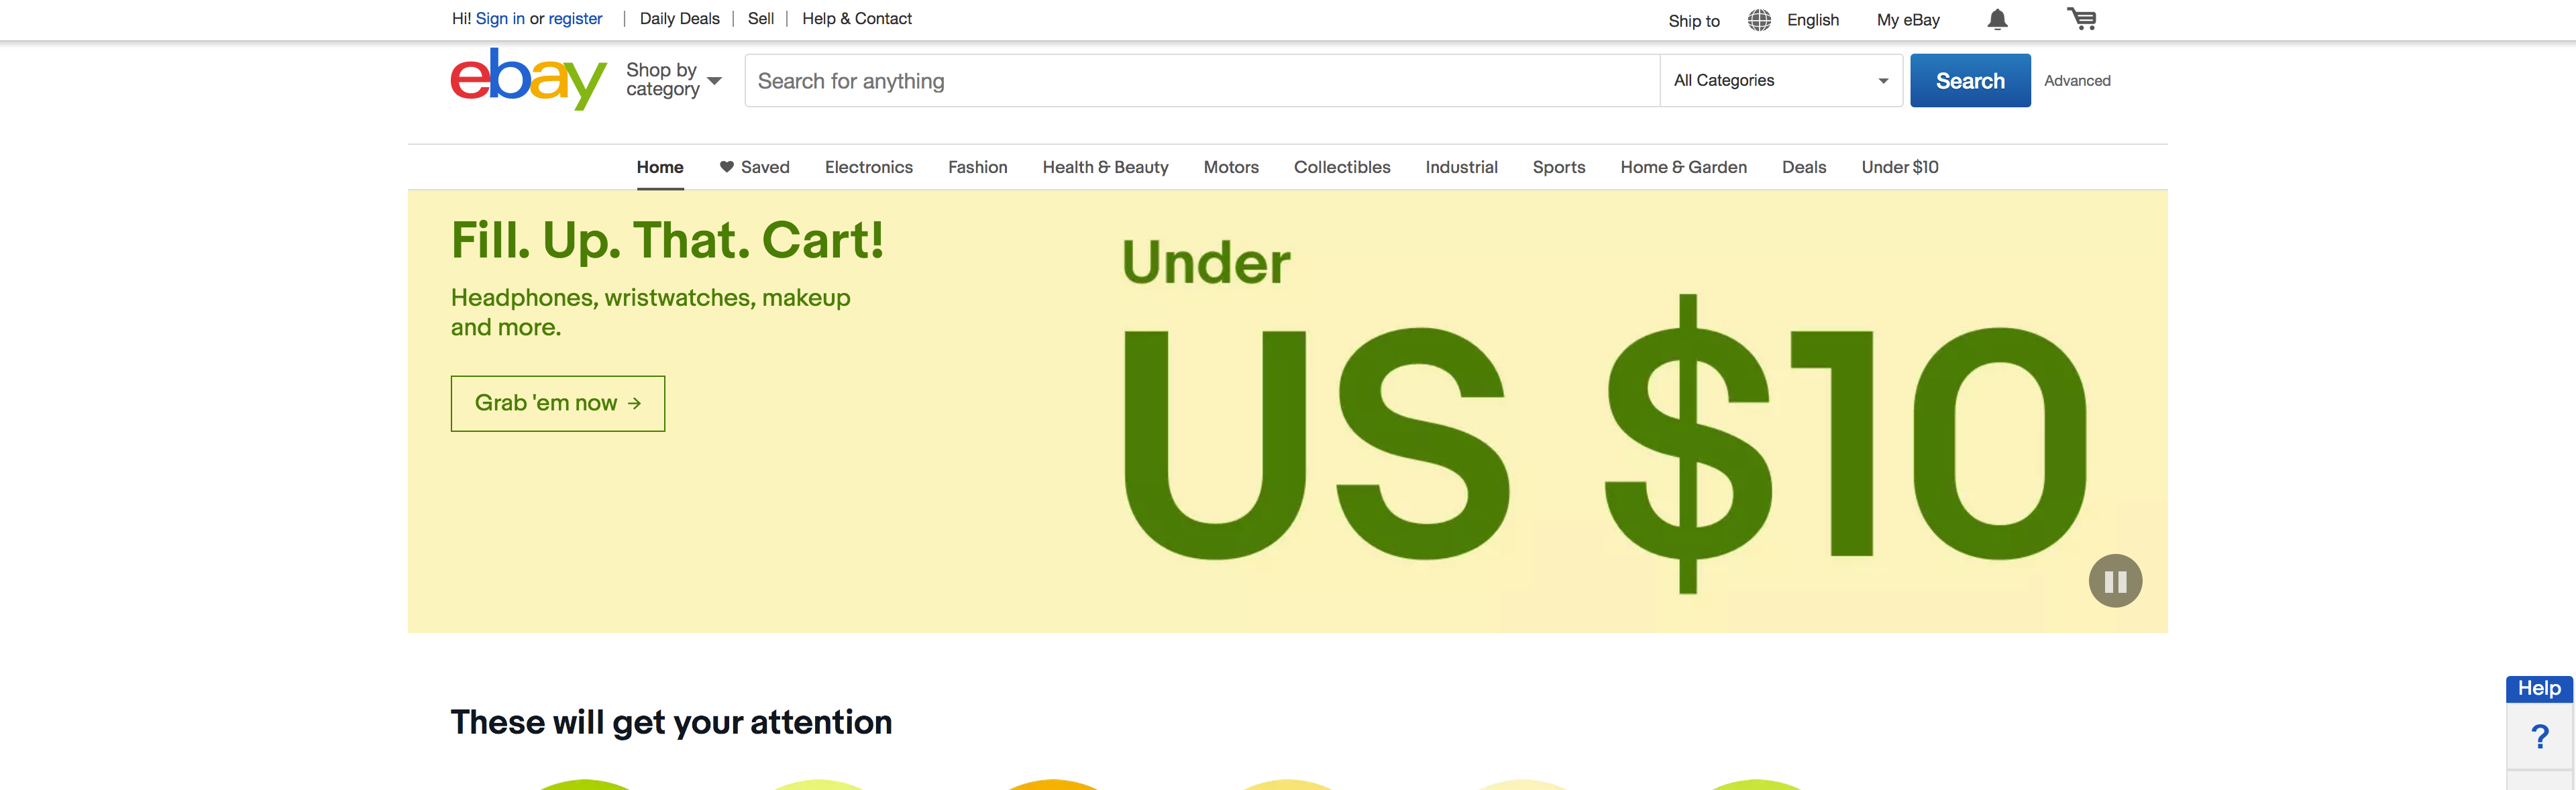 Hi! Sign in or register | Daily Deals | Sell | Help & Contact
Ship to English My eBay
ebay
Shop by
category
Search for anything
All Categories
Search
Advanced
Home Saved Electronics Fashion Health & Beauty Motors Collectibles Industrial Sports Home & Garden Deals Under $10
Fill. Up. That. Cart!
Headphones, wristwatches, makeup
and more.
Grab 'em now →
Under
US $10
These will get your attention
Help
?